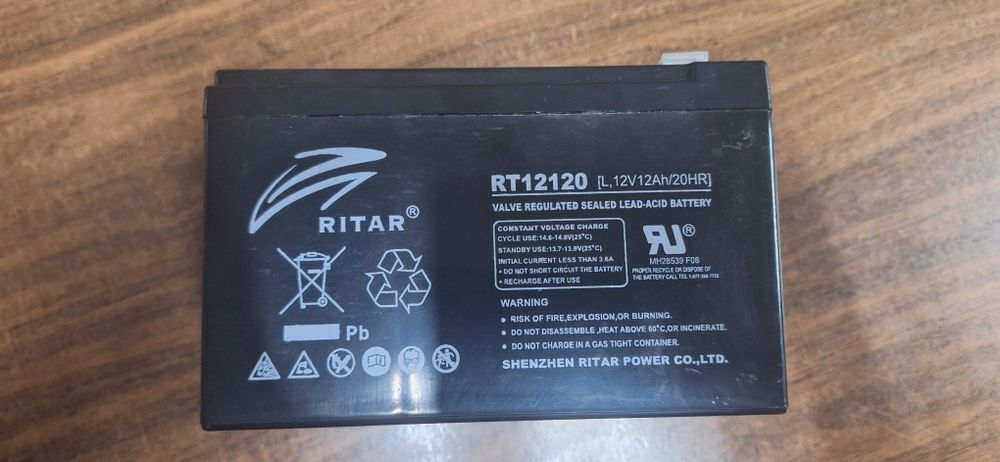 RITAR®
Pb
RT12120 [L,12V12Ah/20HR]
VALVE REGULATED SEALED LEAD-ACID BATTERY
CONSTANT VOLTAGE CHARGE
CYCLE USE:14.6-14.8V(25°C)
STANDBY USE:13.7-13.9V(25°C)
INITIAL CURRENT LESS THAN 3.6A
• DO NOT SHORT CIRCUIT THE BATTERY
• RECHARGE AFTER USE
RU®
MH28539 F08
PROPER RECYCLE OR DISPOSE OF
THE BATTERY.CALL TEL
WARNING
• RISK OF FIRE,EXPLOSION,OR BURNING.
• DO NOT DISASSEMBLE ,HEAT ABOVE 60°C,OR INCINERATE.
• DO NOT CHARGE IN A GAS TIGHT CONTAINER.
SHENZHEN RITAR POWER CO.,LTD.